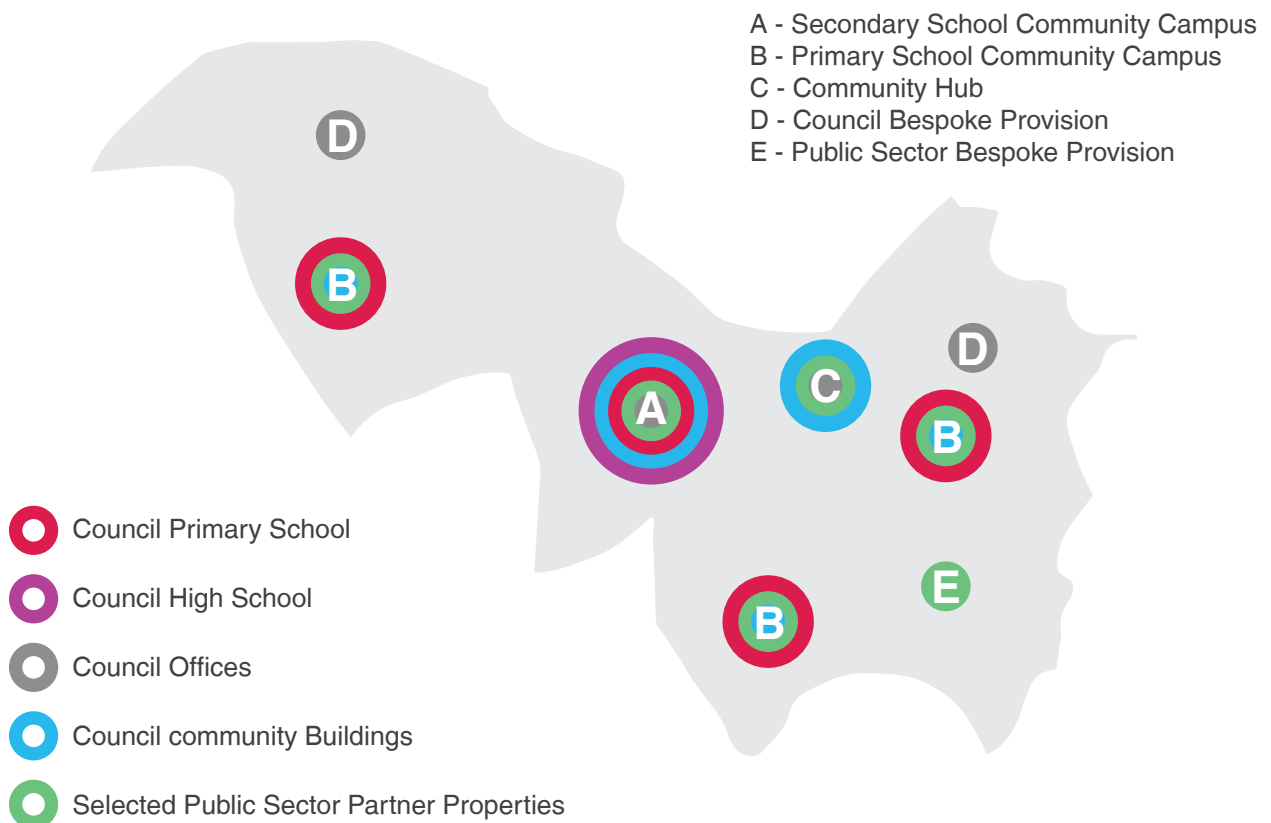 A - Secondary School Community Campus
B - Primary School Community Campus
C - Community Hub
D - Council Bespoke Provision
E - Public Sector Bespoke Provision
D
B
A
C
D
B
B
E
Council Primary School
Council High School
Council Offices
Council community Buildings
Selected Public Sector Partner Properties